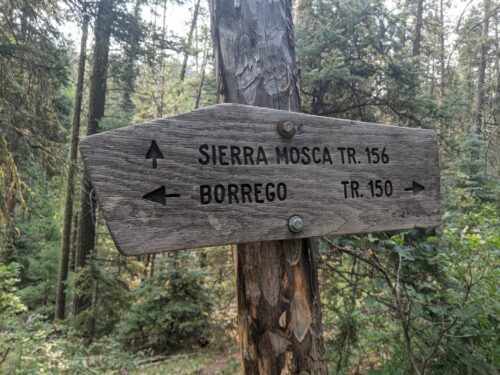 SIERRA MOSCA TR. 156
BORREGO TR. 150